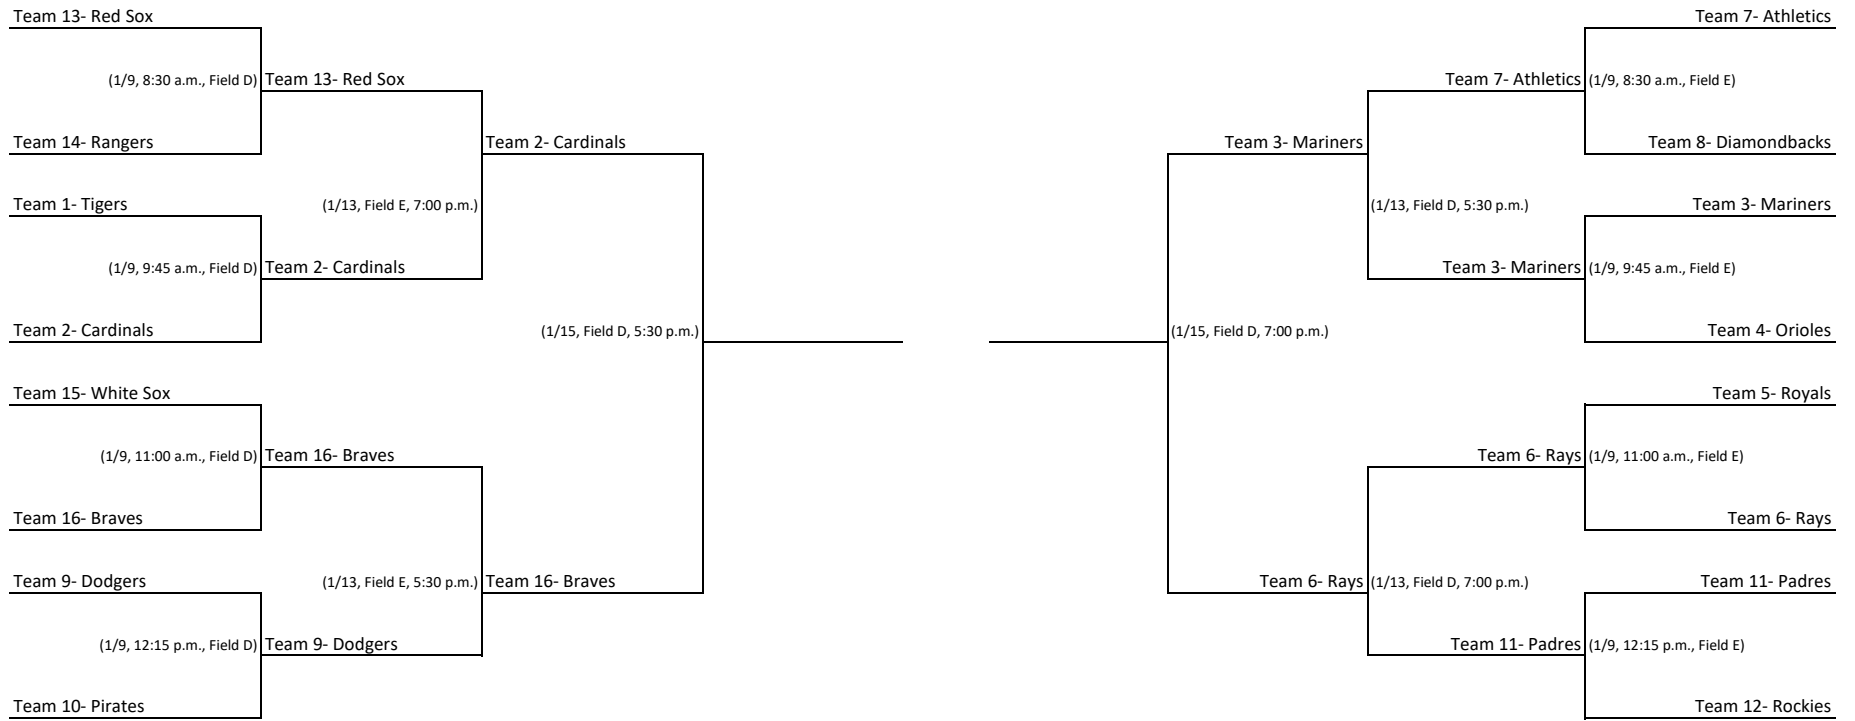 Team 13- Red Sox
Team 7- Athletics
(1/9, 8:30 a.m., Field D)
Team 13- Red Sox
Team 7- Athletics
(1/9, 8:30 a.m., Field E)
Team 14- Rangers
Team 2- Cardinals
Team 3- Mariners
Team 8- Diamondbacks
Team 1- Tigers
(1/13, Field E, 7:00 p.m.)
(1/13, Field D, 5:30 p.m.)
Team 3- Mariners
(1/9, 9:45 a.m., Field D)
Team 2- Cardinals
Team 3- Mariners
(1/9, 9:45 a.m., Field E)
Team 2- Cardinals
(1/15, Field D, 5:30 p.m.)
(1/15, Field D, 7:00 p.m.)
Team 4- Orioles
Team 15- White Sox
Team 5- Royals
(1/9, 11:00 a.m., Field D)
Team 16- Braves
Team 6- Rays
(1/9, 11:00 a.m., Field E)
Team 16- Braves
Team 6- Rays
Team 9- Dodgers
(1/13, Field E, 5:30 p.m.)
Team 16- Braves
Team 6- Rays
(1/13, Field D, 7:00 p.m.)
Team 11- Padres
(1/9, 12:15 p.m., Field D)
Team 9- Dodgers
Team 11- Padres
(1/9, 12:15 p.m., Field E)
Team 10- Pirates
Team 12- Rockies